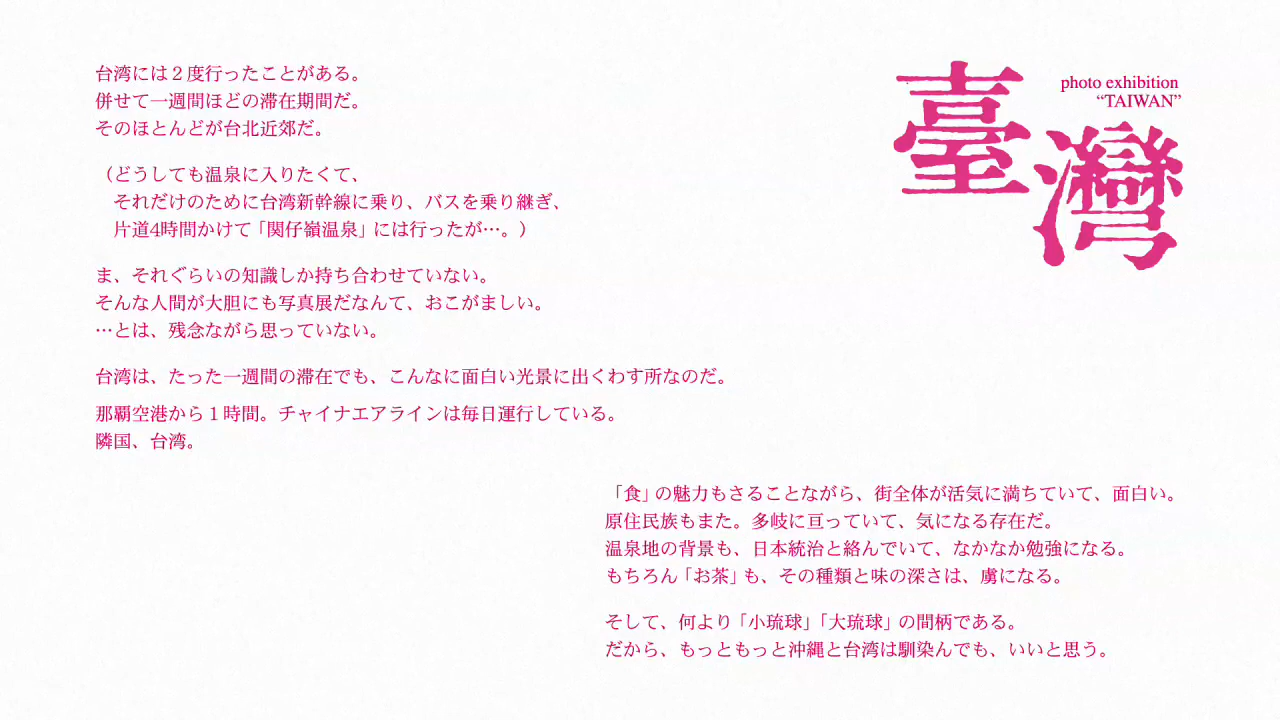 台湾には２度行ったことがある。
併せて一週間ほどの滞在期間だ。
そのほとんどが台北近郊だ。
（どうしても温泉に入りたくて、
それだけのために台湾新幹線に乗り、バスを乗り継ぎ、
片道4時間かけて「関仔嶺温泉」には行ったが…。）
ま、それぐらいの知識しか持ち合わせていない。
そんな人間が大胆にも写真展だなんて、おこがましい。
…とは、残念ながら思っていない。
台湾は、たった一週間の滞在でも、こんなに面白い光景に出くわす所なのだ。
那覇空港から１時間。チャイナエアラインは毎日運行している。
隣国、台湾。
臺灣
photo exhibition
“TAIWAN”
「食」の魅力もさることながら、街全体が活気に満ちていて、面白い。
原住民族もまた。多岐に亘っていて、気になる存在だ。
温泉地の背景も、日本統治と絡んでいて、なかなか勉強になる。
もちろん「お茶」も、その種類と味の深さは、虜になる。
そして、何より「小琉球」「大琉球」の間柄である。
だから、もっともっと沖縄と台湾は馴染んでも、いいと思う。